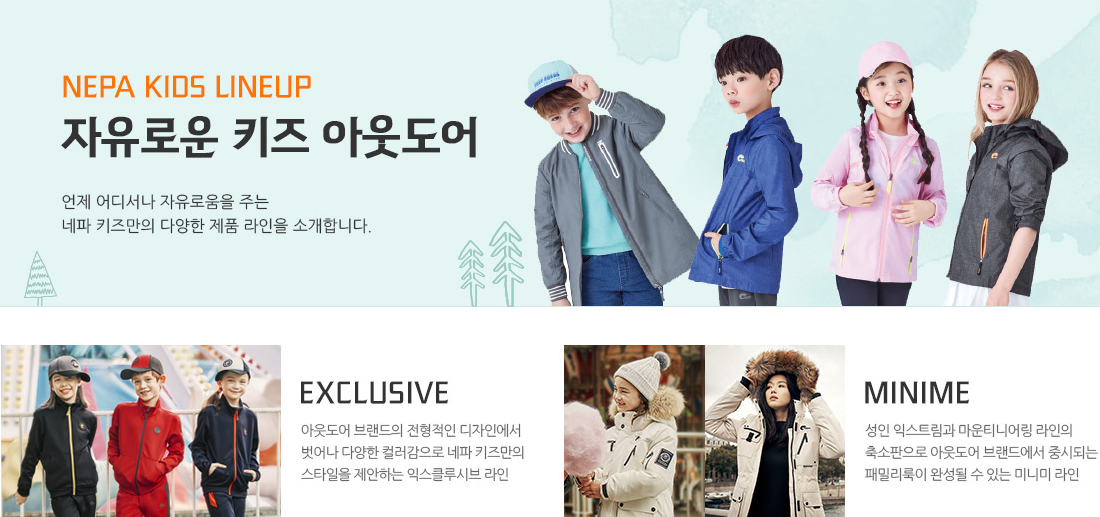 NEPA KIDS LINEUP
자유로운 키즈 아웃도어
언제 어디서나 자유로움을 주는
네파 키즈만의 다양한 제품 라인을 소개합니다.
EXCLUSIVE
아웃도어 브랜드의 전형적인 디자인에서
벗어나 다양한 컬러감으로 네파 키즈만의
스타일을 제안하는 익스클루시브 라인
MINIME
성인 익스트림과 마운티니어링 라인의
축소판으로 아웃도어 브랜드에서 중시되는
패밀리룩이 완성될 수 있는 미니미 라인